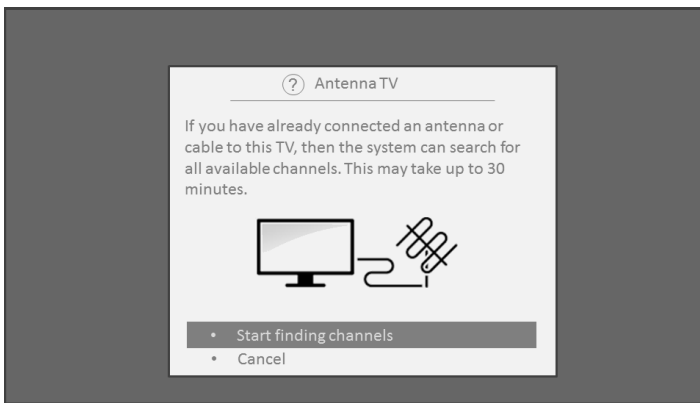 ? Antenna TV
If you have already connected an antenna or
cable to this TV, then the system can search for
all available channels. This may take up to 30
minutes.
• Start finding channels
• Cancel